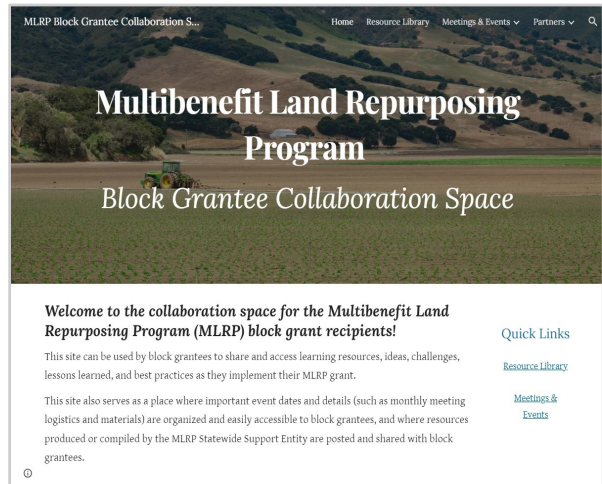 MLRP Block Grantee Collaboration S...
Home Resource Library Meetings & Events Partners
Multibenefit Land Repurposing
Program
Block Grantee Collaboration Space
Welcome to the collaboration space for the Multibenefit Land
Repurposing Program (MLRP) block grant recipients!
This site can be used by block grantees to share and access learning resources, ideas, challenges,
lessons learned, and best practices as they implement their MLRP grant.
This site also serves as a place where important event dates and details (such as monthly meeting
logistics and materials) are organized and easily accessible to block grantees, and where resources
produced or compiled by the MLRP Statewide Support Entity are posted and shared with block
grantees.
Quick Links
Resource Library
Meetings &
Events